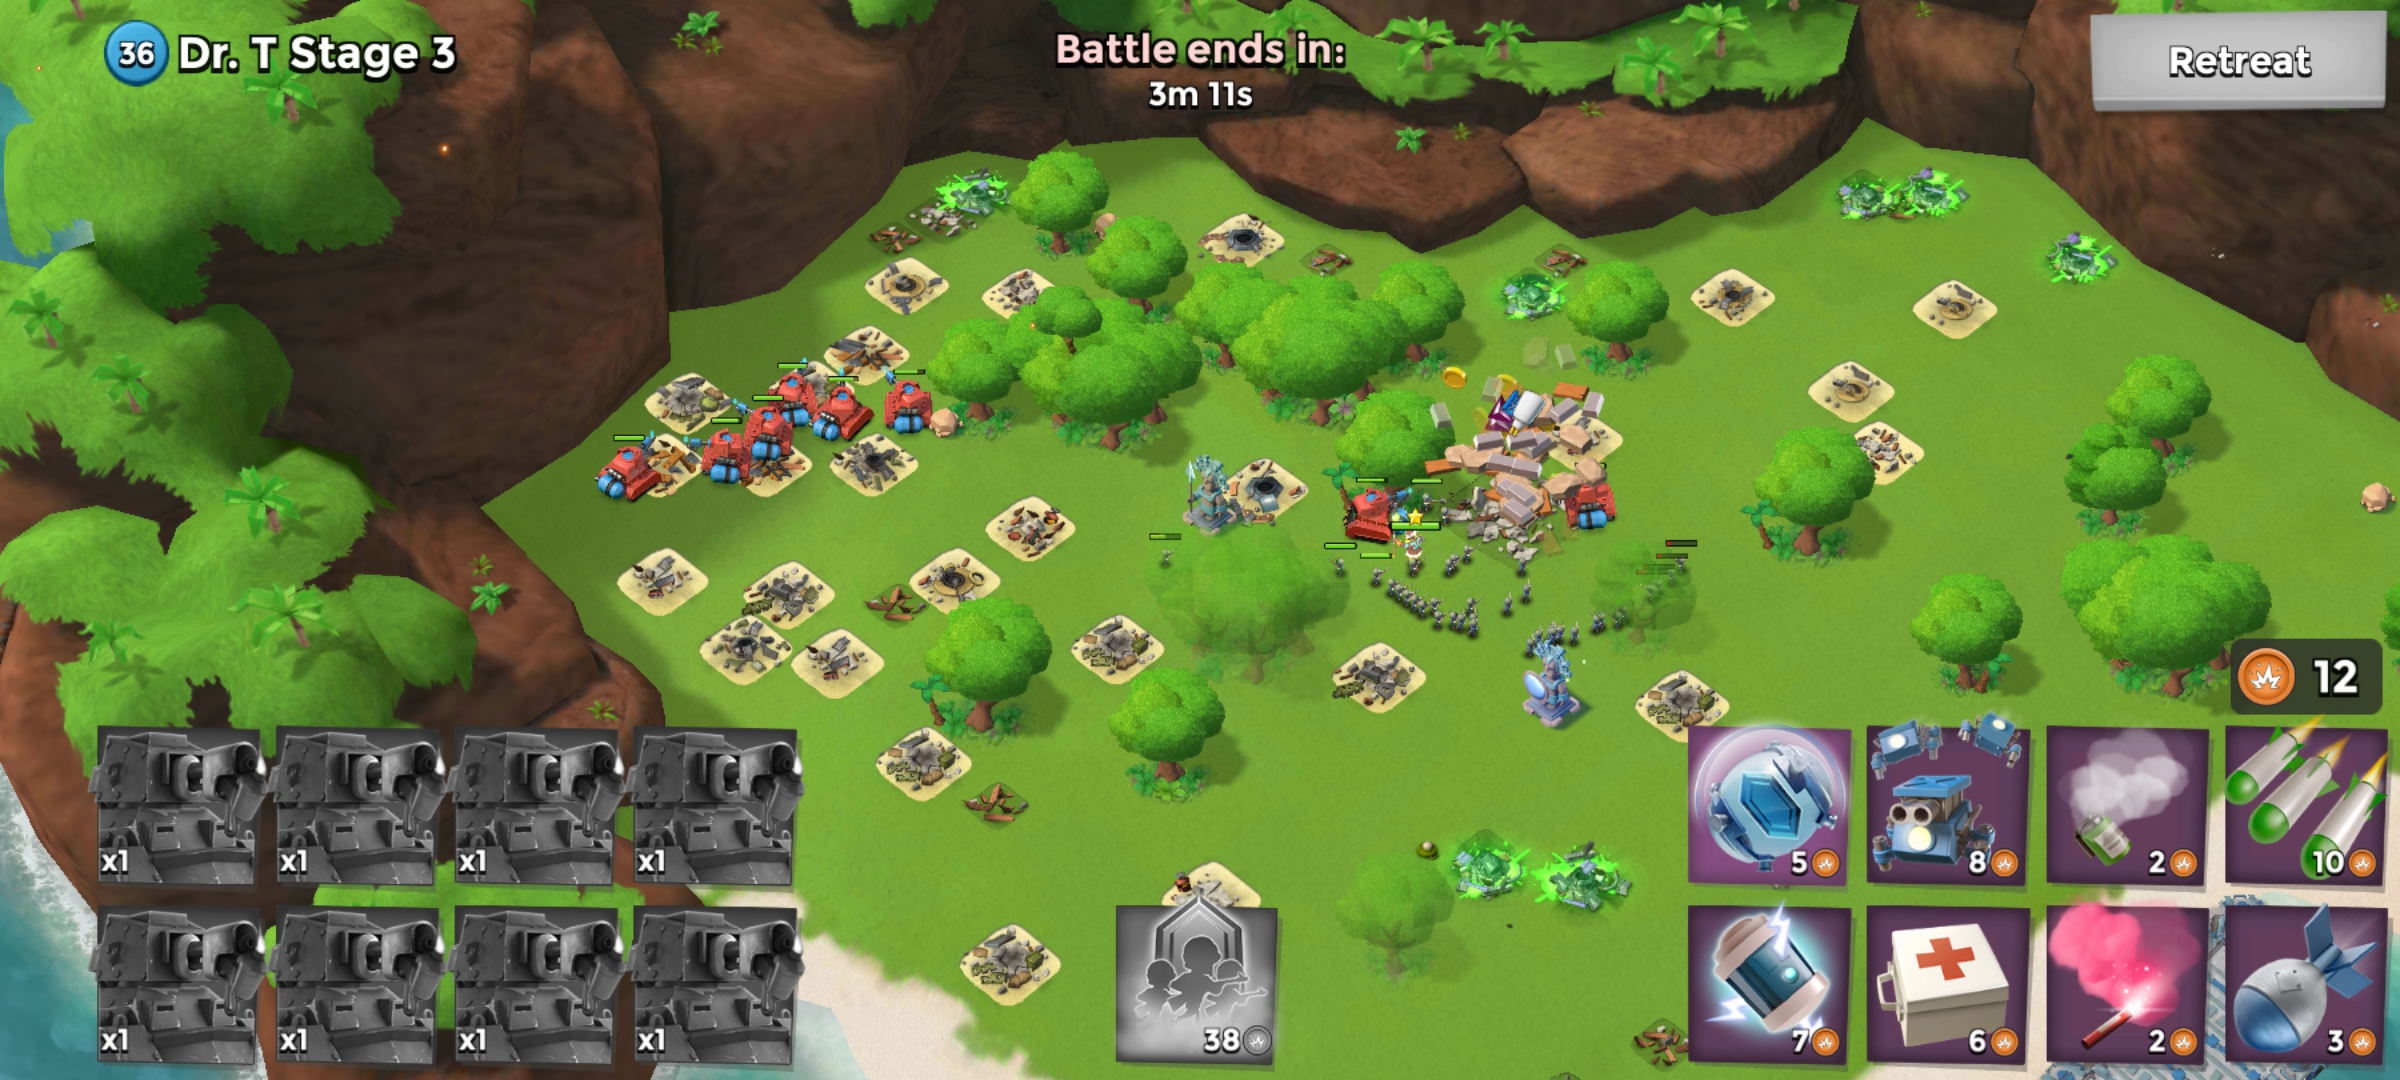 36 Dr. T Stage 3
Battle ends in:
3m 11s
Retreat
12
x1 x1 x1 x1
5 8 2 10
x1 x1 x1 x1
38
7 6 2 3